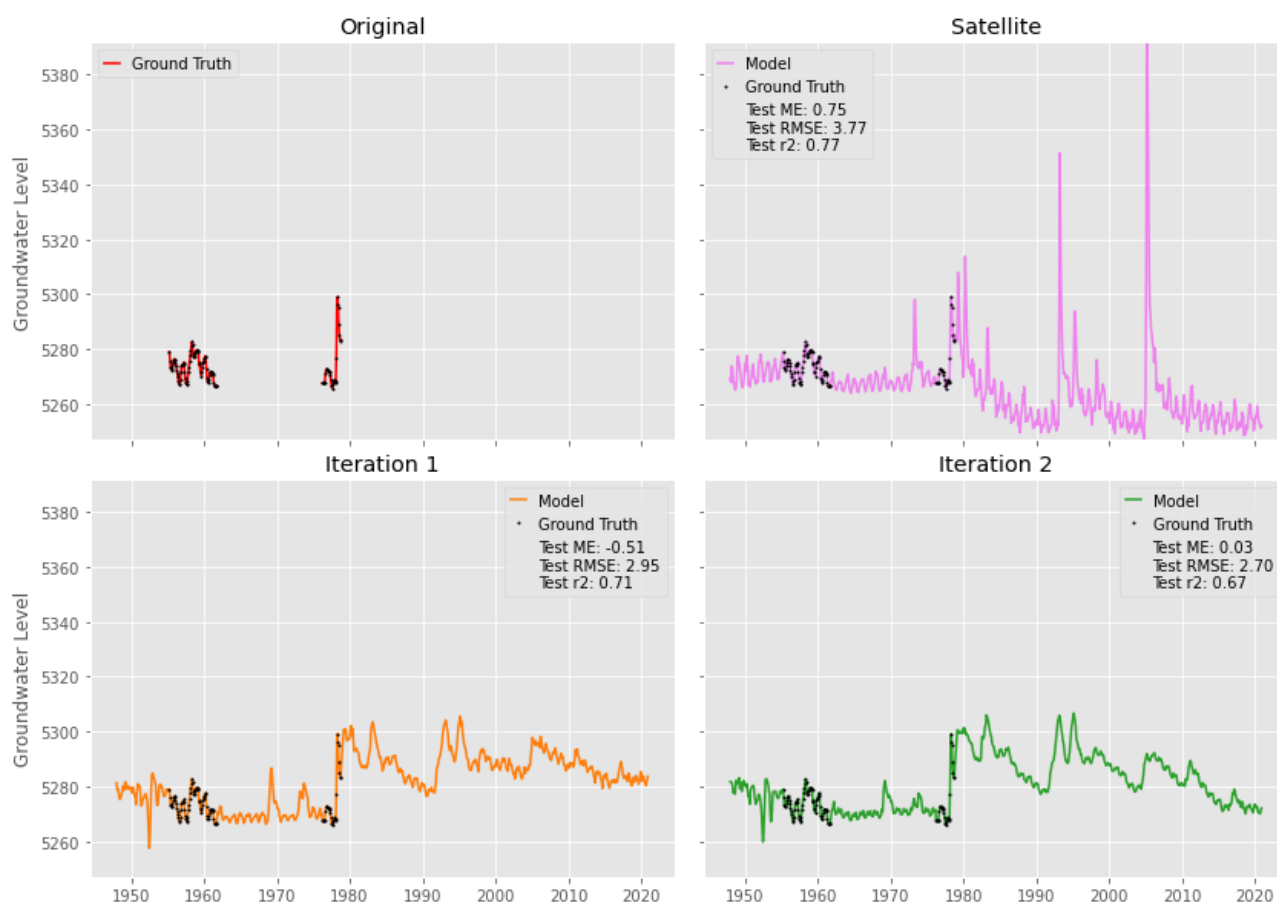 Original
Satellite
Groundwater Level
5380
5360
5340
5320
5300
5280
5260
Ground Truth
Model
Ground Truth
Test ME: 0.75
Test RMSE: 3.77
Test r2: 0.77
Iteration 1
Iteration 2
Groundwater Level
5380
5360
5340
5320
5300
5280
5260
Model
Ground Truth
Test ME: -0.51
Test RMSE: 2.95
Test r2: 0.71
Model
Ground Truth
Test ME: 0.03
Test RMSE: 2.70
Test r2: 0.67
1950 1960 1970 1980 1990 2000 2010 2020
1950 1960 1970 1980 1990 2000 2010 2020